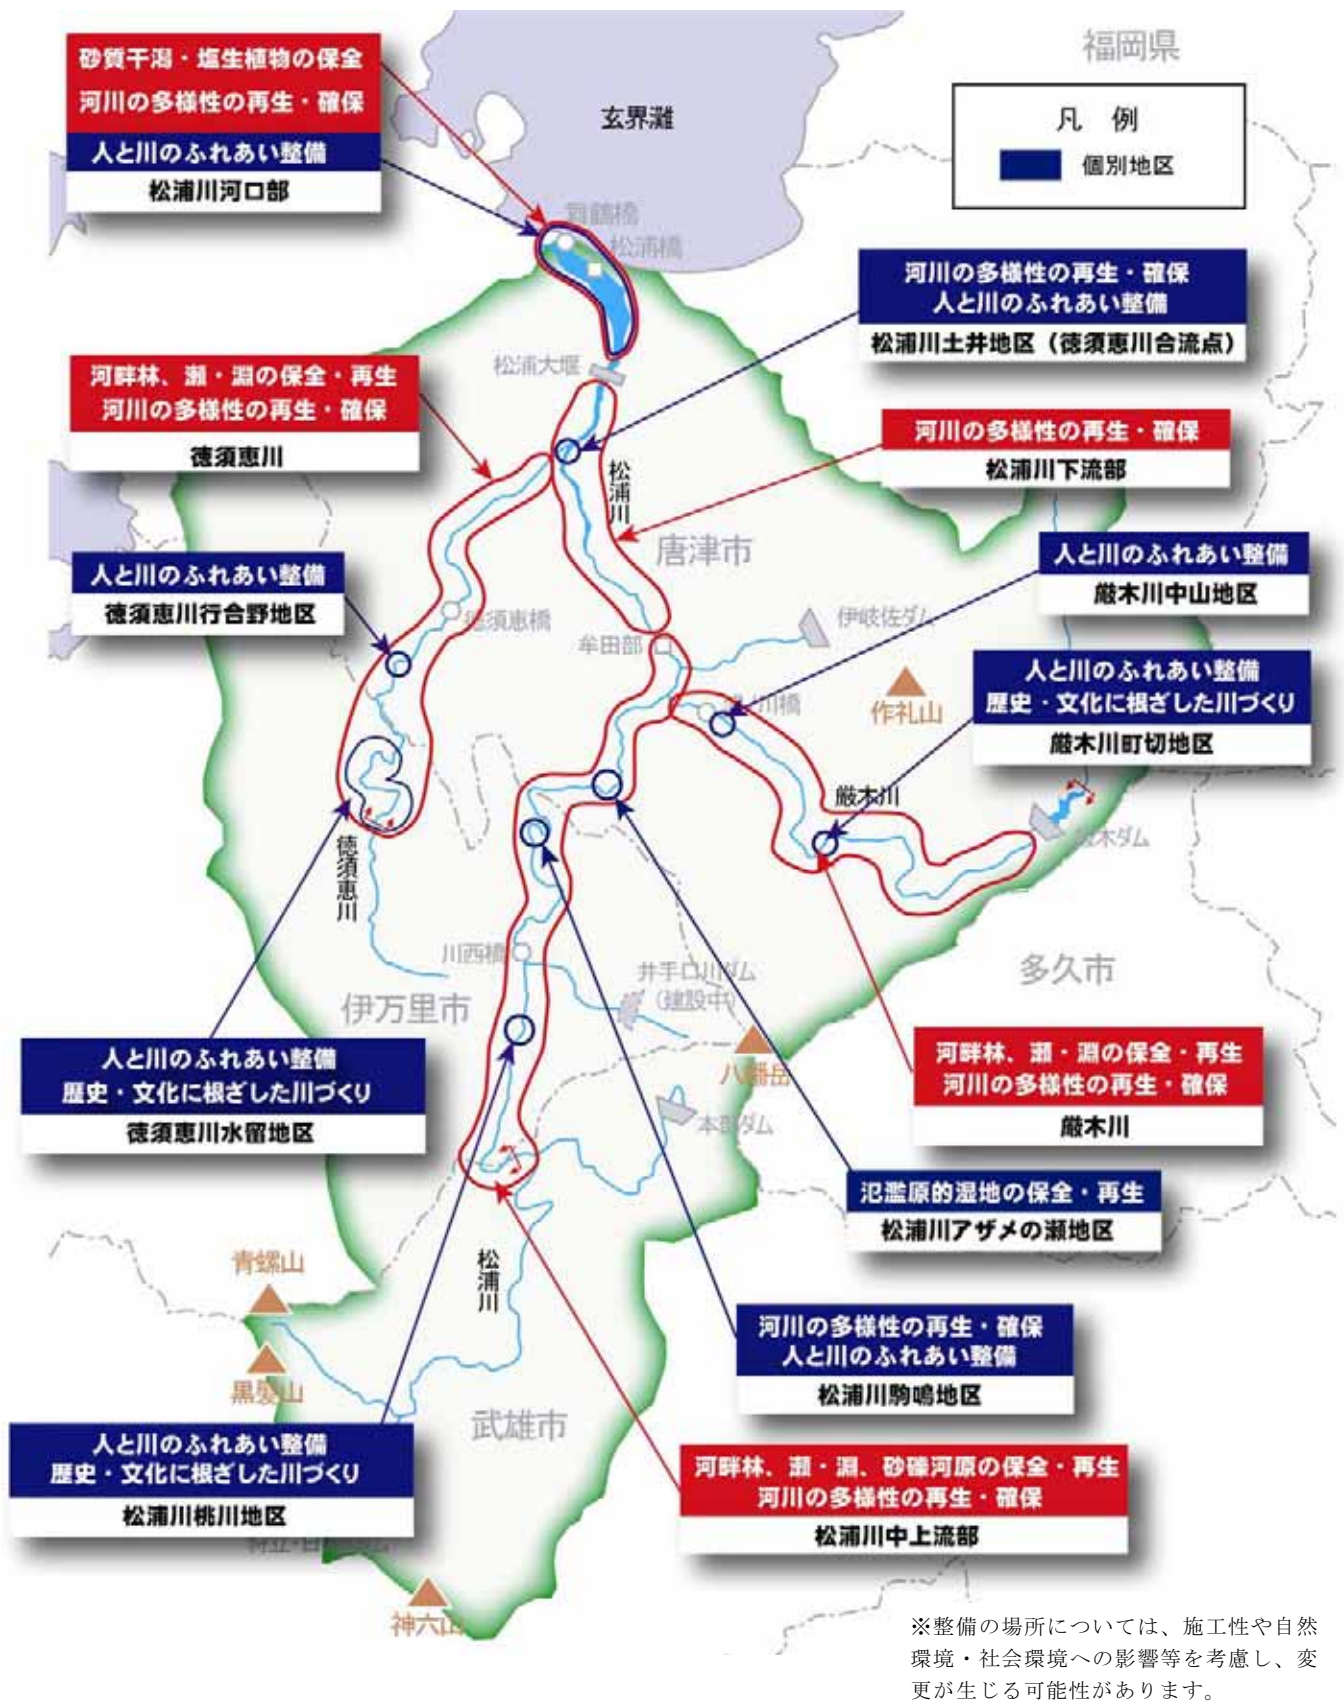 福岡県
砂質干潟・塩生植物の保全
河川の多様性の再生・確保
人と川のふれあい整備
松浦川河口部
玄界灘
凡 例
個別地区
舞鶴橋
松浦橋
河川の多様性の再生・確保
人と川のふれあい整備
松浦川土井地区（徳須恵川合流点）
松浦大堰
河畔林、瀬・淵の保全・再生
河川の多様性の再生・確保
徳須恵川
河川の多様性の再生・確保
松浦川下流部
松浦川
唐津市
人と川のふれあい整備
厳木川中山地区
人と川のふれあい整備
徳須恵川行合野地区
徳須恵橋
牟田部
伊岐佐ダム
人と川のふれあい整備
歴史・文化に根ざした川づくり
厳木川町切地区
川橋
作礼山
厳木川
厳木ダム
徳須恵川
川西橋
井手口川ダム
（建設中）
多久市
伊万里市
人と川のふれあい整備
歴史・文化に根ざした川づくり
徳須恵川水留地区
八幡岳
河畔林、瀬・淵の保全・再生
河川の多様性の再生・確保
厳木川
本部ダム
氾濫原的湿地の保全・再生
松浦川アザメの瀬地区
青螺山
松浦川
河川の多様性の再生・確保
人と川のふれあい整備
松浦川駒鳴地区
黒髪山
武雄市
人と川のふれあい整備
歴史・文化に根ざした川づくり
松浦川桃川地区
河畔林、瀬・淵、砂礫河原の保全・再生
河川の多様性の再生・確保
松浦川中上流部
神六山
※整備の場所については、施工性や自然
環境・社会環境への影響等を考慮し、変
更が生じる可能性があります。